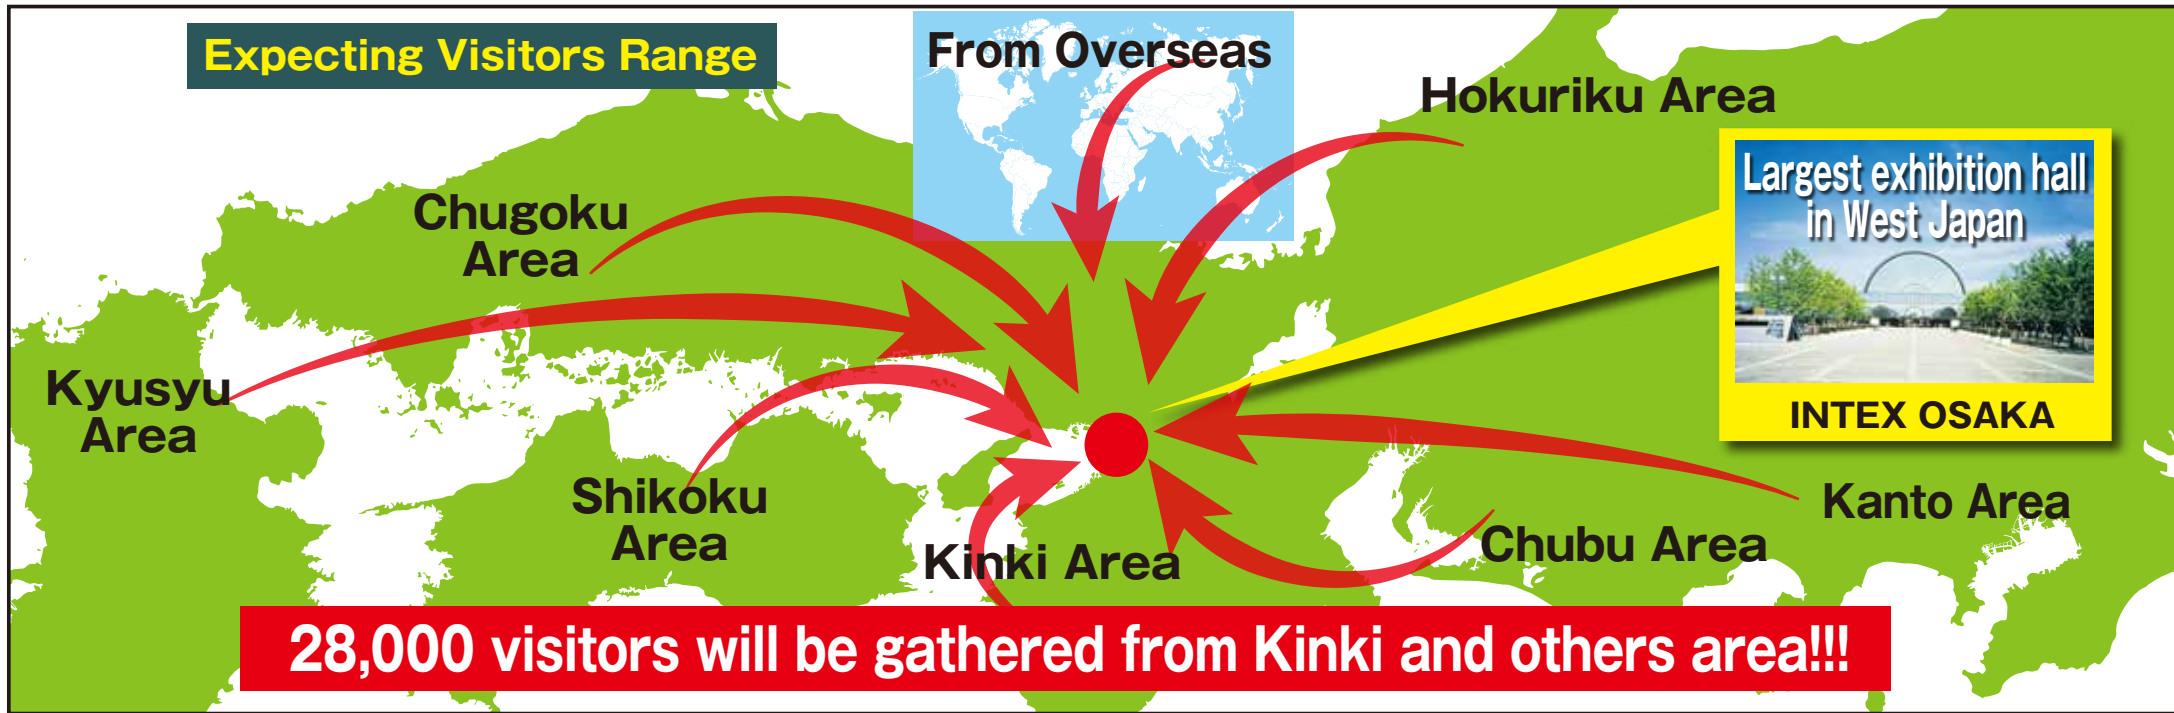 Expecting Visitors Range
From Overseas
Hokuriku Area
Largest exhibition hall
in West Japan
INTEX OSAKA
Chugoku
Area
Kyusyu
Area
Shikoku
Area
Kinki Area
Chubu Area
Kanto Area
28,000 visitors will be gathered from Kinki and others area!!!